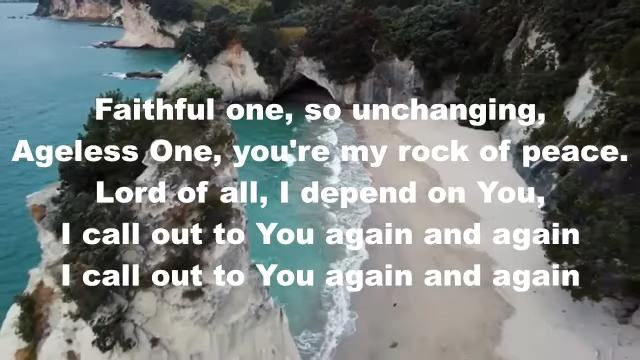 Faithful one, so unchanging,
Ageless One, you're my rock of peace.
Lord of all, I depend on You,
I call out to You again and again
I call out to You again and again